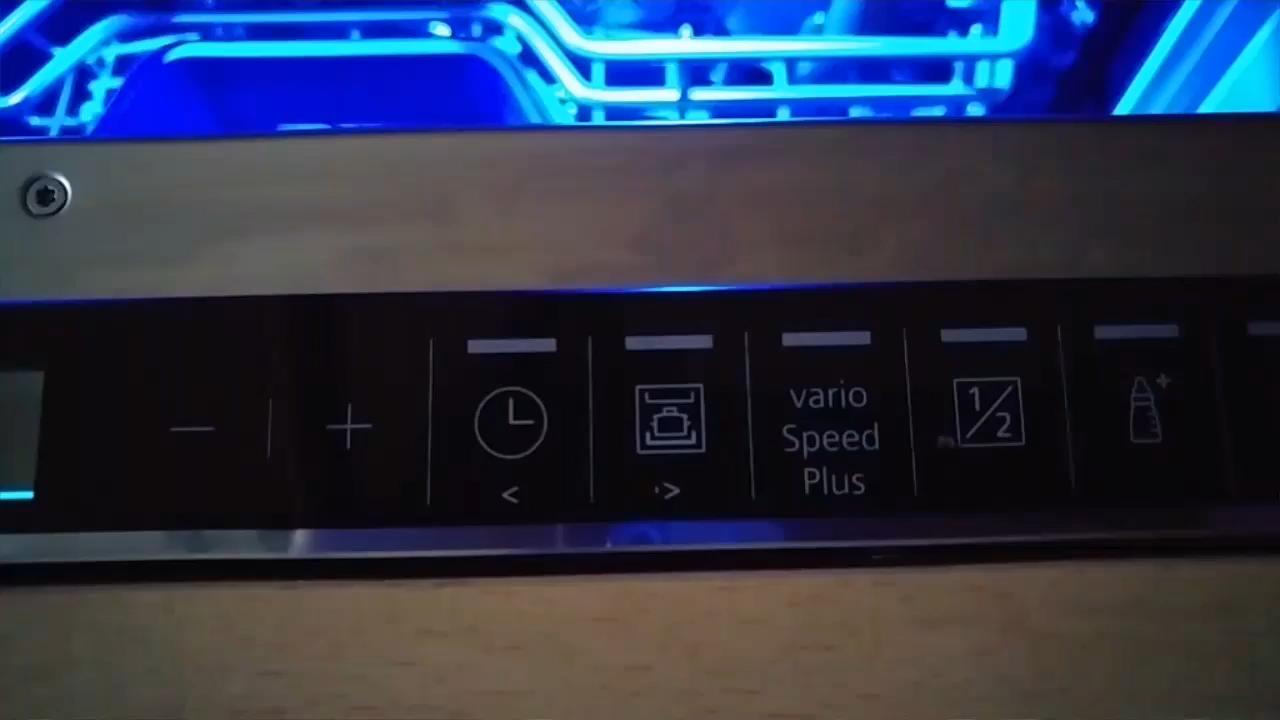 − +
<
>
vario
Speed
Plus
1/2